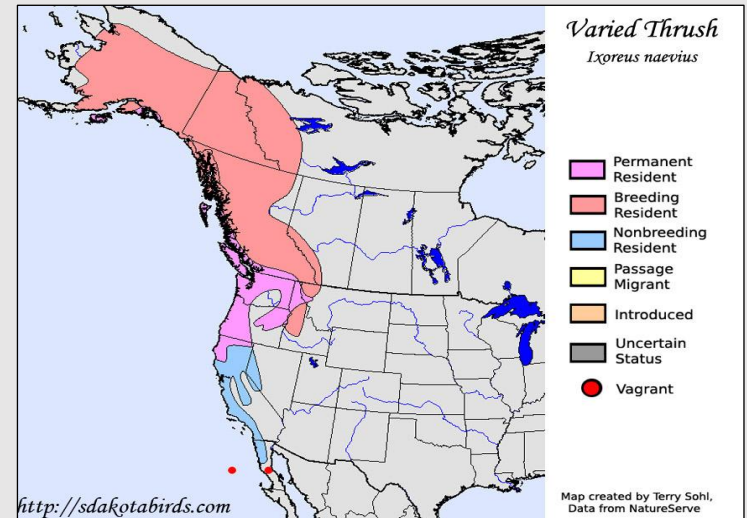 Varied Thrush
Ixoreus naevius
Permanent
Resident
Breeding
Resident
Nonbreeding
Resident
Passage
Migrant
Introduced
Uncertain
Status
Vagrant
http://sdakotabirds.com
Map created by Terry Sohl,
Data from NatureServe